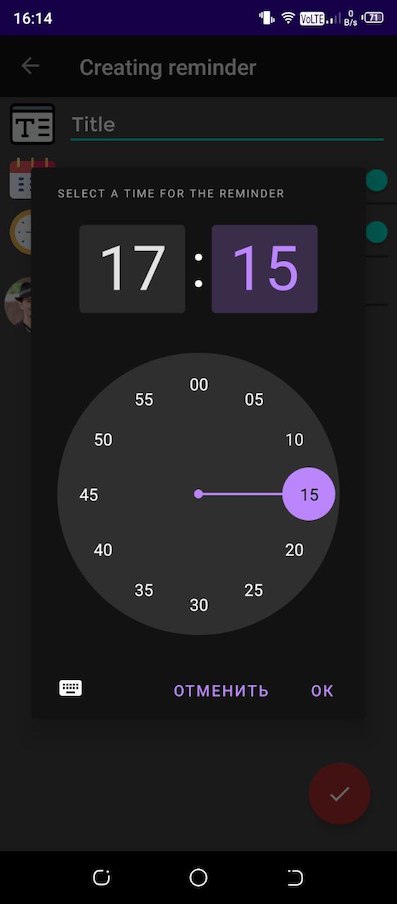 16:14
VoLTE
0
B/s
71
Creating reminder
T
Title
SELECT A TIME FOR THE REMINDER
17:15
00
05
10
15
20
25
30
35
40
45
50
55
ОТМЕНИТЬ
ОК